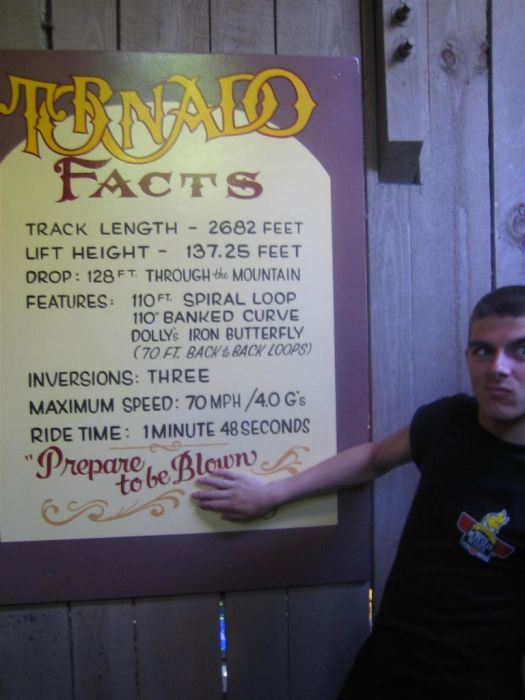 TORNADO
FACTS
TRACK LENGTH - 2682 FEET
LIFT HEIGHT - 137.25 FEET
DROP: 128 FT. THROUGH the MOUNTAIN
FEATURES: 110 FT. SPIRAL LOOP
110° BANKED CURVE
DOLLY'S IRON BUTTERFLY
(70 FT. BACK to BACK LOOPS)
INVERSIONS: THREE
MAXIMUM SPEED: 70 MPH / 4.0 G's
RIDE TIME: 1 MINUTE 48 SECONDS
"Prepare
to be Blown